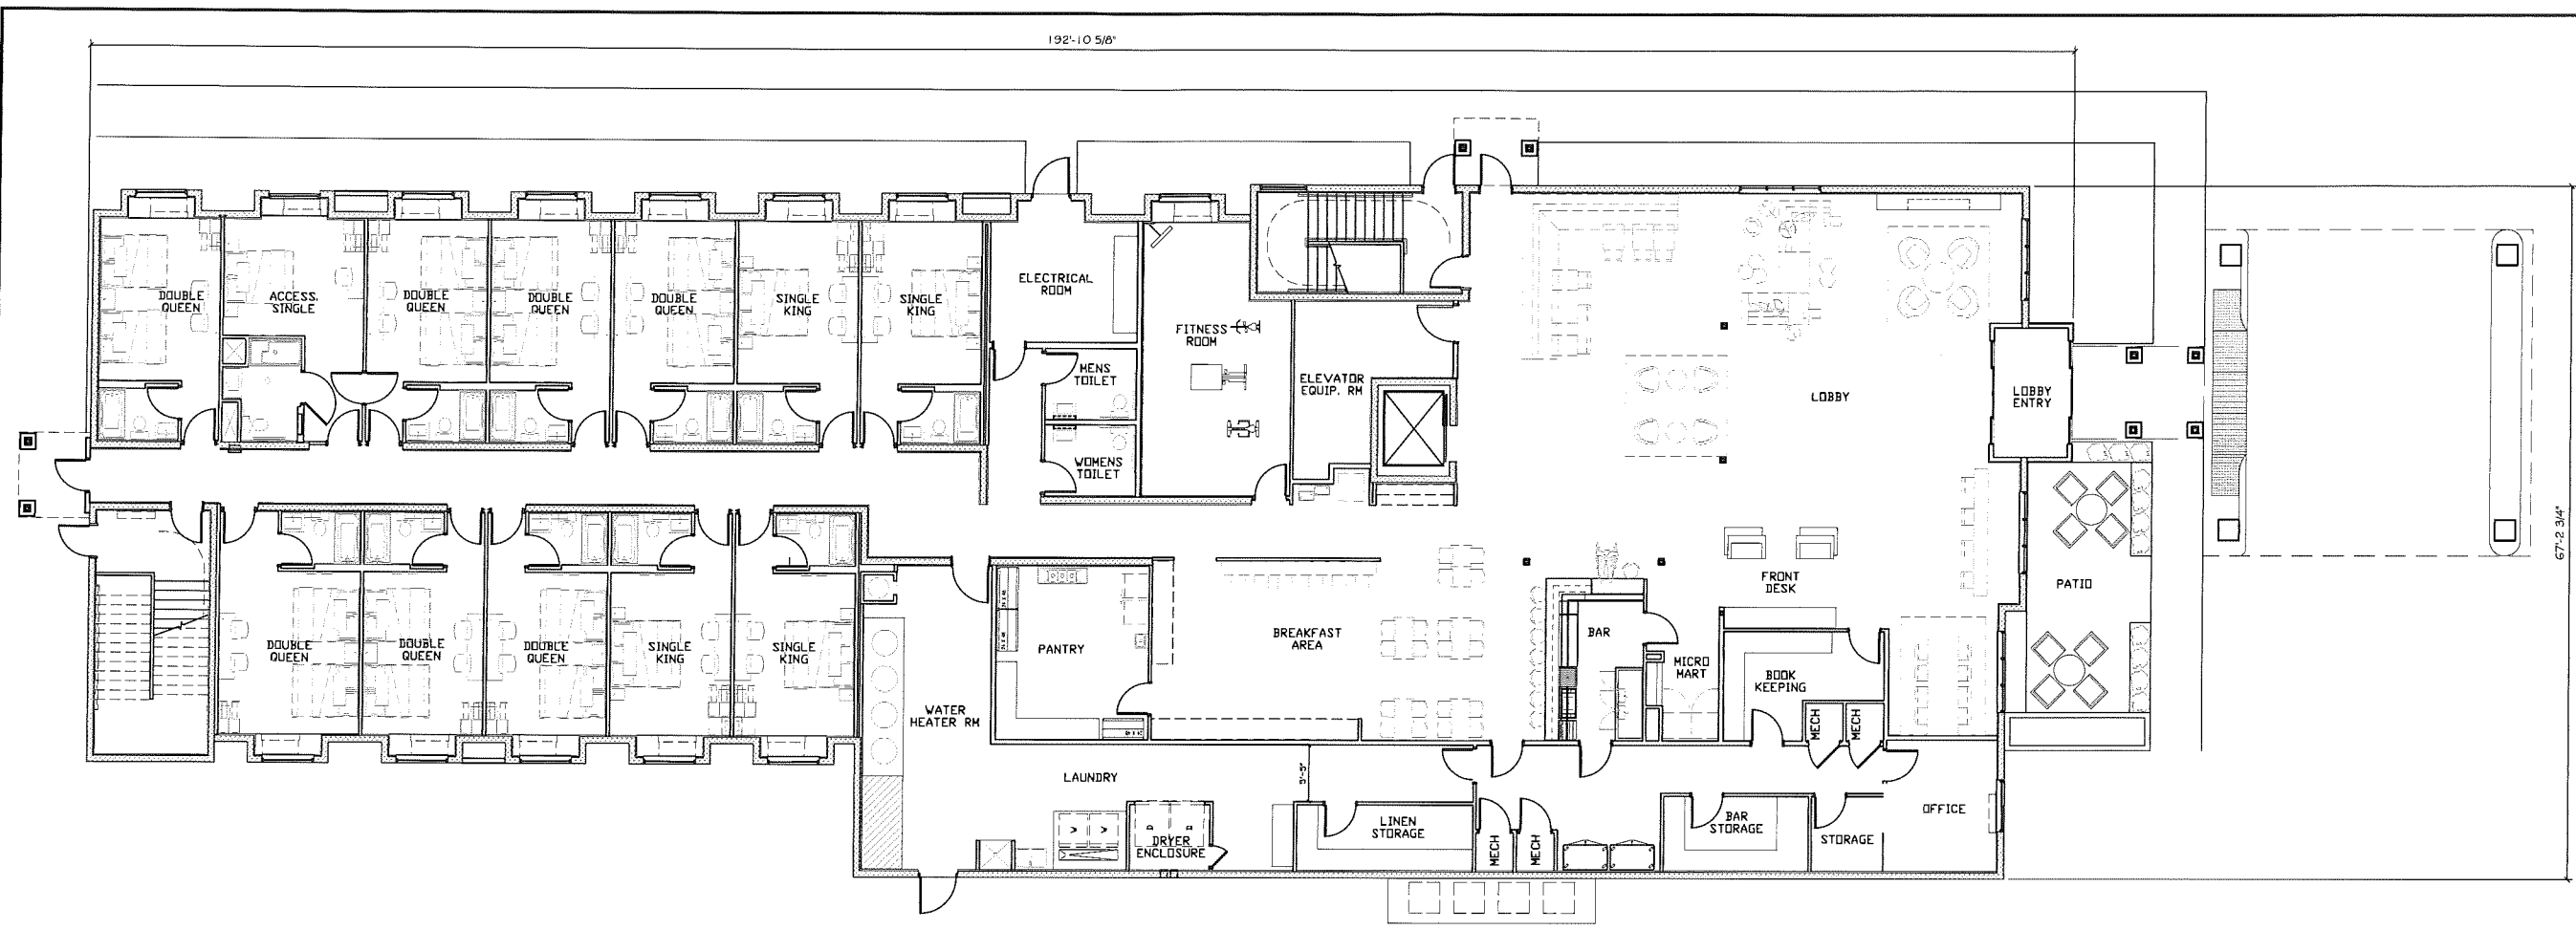 192'-10 5/8"
DOUBLE
QUEEN
ACCESS.
SINGLE
DOUBLE
QUEEN
DOUBLE
QUEEN
DOUBLE
QUEEN
SINGLE
KING
SINGLE
KING
ELECTRICAL
ROOM
MENS
TOILET
WOMENS
TOILET
FITNESS
ROOM
ELEVATOR
EQUIP. RM
LOBBY
LOBBY
ENTRY
67'-2 3/4"
DOUBLE
QUEEN
DOUBLE
QUEEN
DOUBLE
QUEEN
SINGLE
KING
SINGLE
KING
WATER
HEATER RM
PANTRY
BREAKFAST
AREA
BAR
MICRO
MART
FRONT
DESK
BOOK
KEEPING
MECH
MECH
PATIO
LAUNDRY
5'-5"
DRYER
ENCLOSURE
LINEN
STORAGE
MECH
MECH
BAR
STORAGE
STORAGE
OFFICE